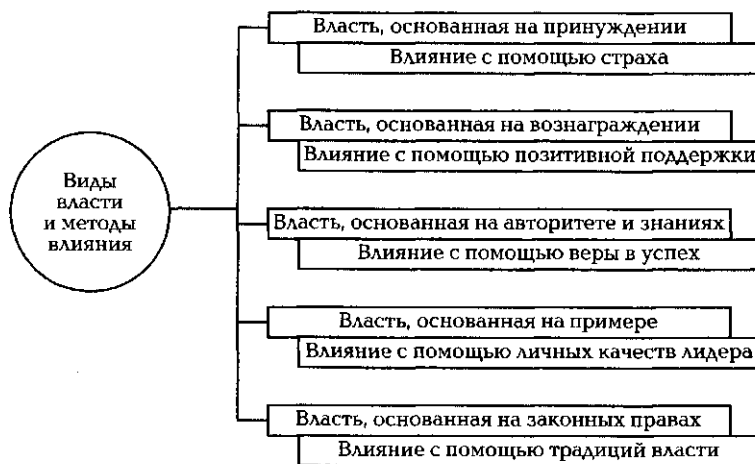 Виды
власти
и методы
влияния
Власть, основанная на принуждении
Влияние с помощью страха
Власть, основанная на вознаграждении
Влияние с помощью позитивной поддержки
Власть, основанная на авторитете и знаниях
Влияние с помощью веры в успех
Власть, основанная на примере
Влияние с помощью личных качеств лидера
Власть, основанная на законных правах
Влияние с помощью традиций власти